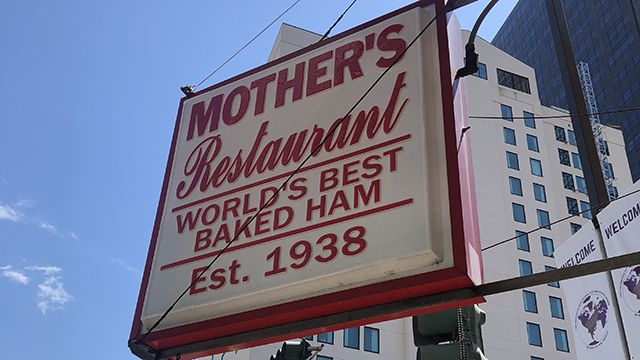 MOTHER'S
Restaurant
WORLD'S BEST
BAKED HAM
Est. 1938
WELCOME
WELCOME